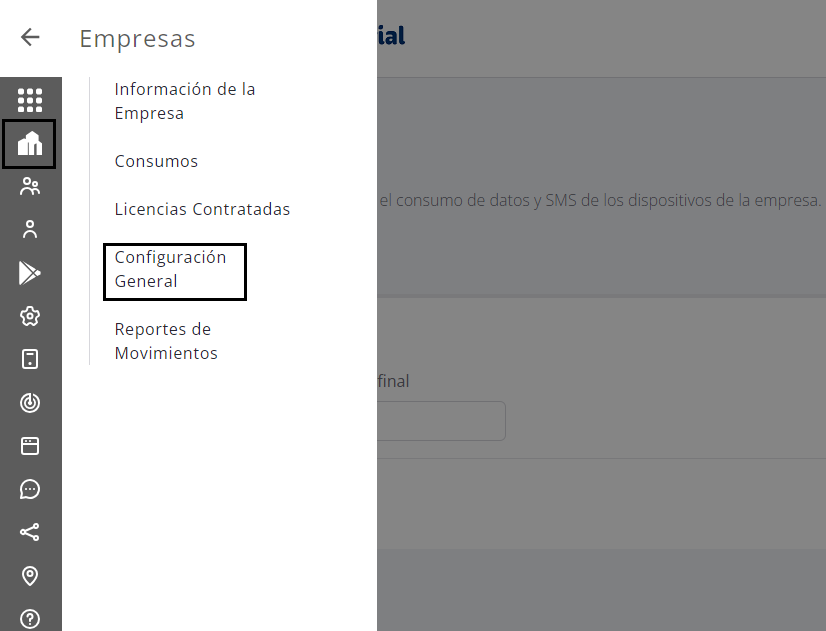 Empresas
Información de la
Empresa
Consumos
Licencias Contratadas
Configuración
General
Reportes de
Movimientos
ial
el consumo de datos y SMS de los dispositivos de la empresa.
final